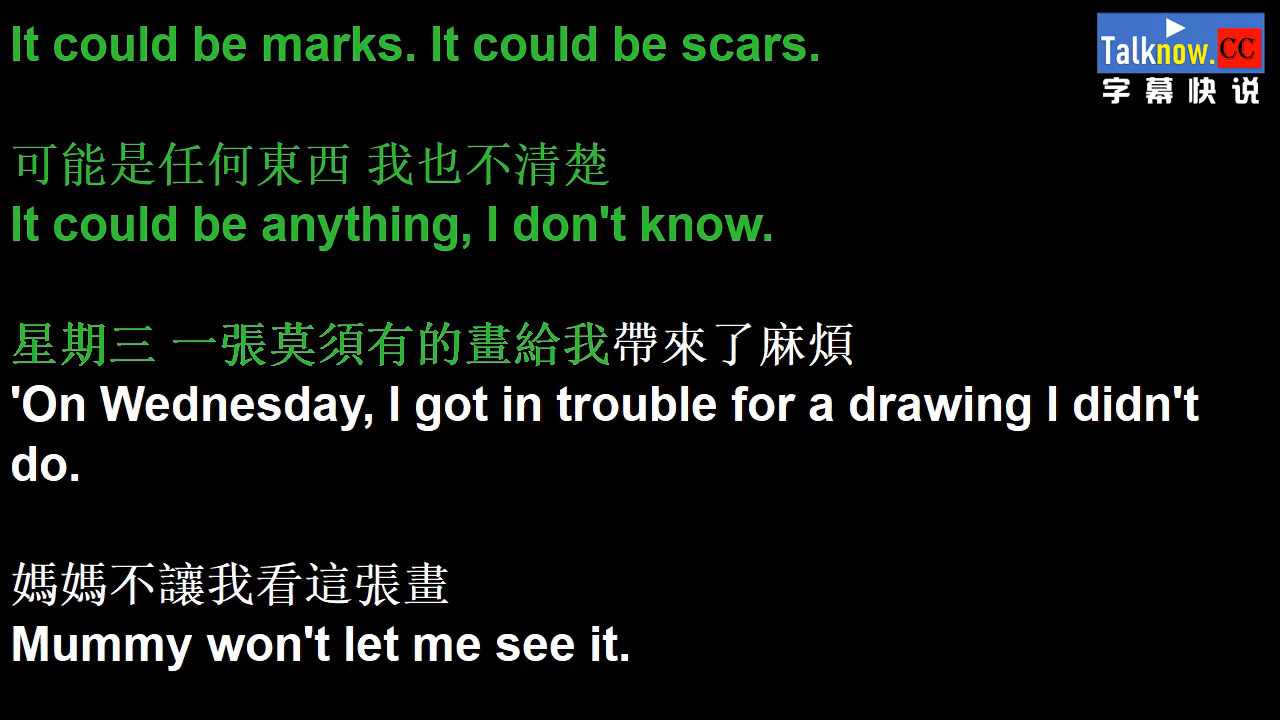 It could be marks. It could be scars.
Talknow.CC
字幕快说
可能是任何東西 我也不清楚
It could be anything, I don't know.
星期三 一張莫須有的畫給我帶來了麻煩
'On Wednesday, I got in trouble for a drawing I didn't
do.
媽媽不讓我看這張畫
Mummy won't let me see it.